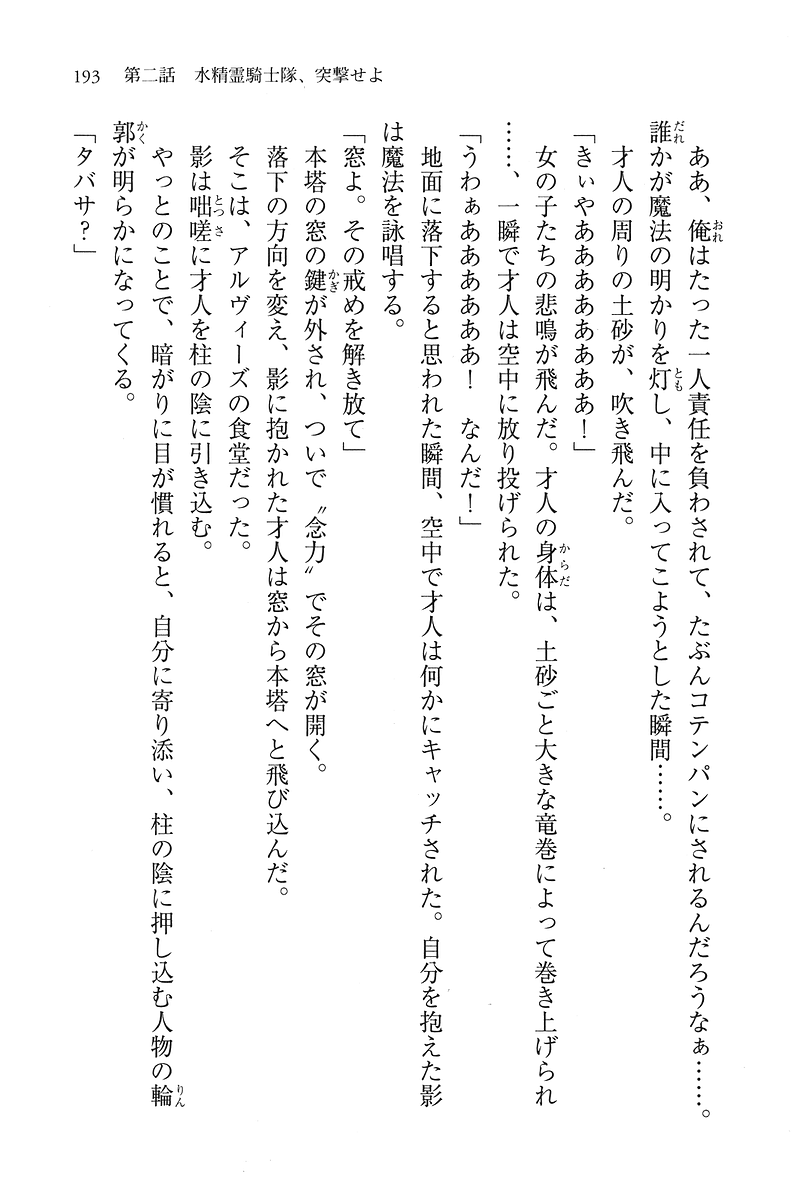 193　第二話　水精霊騎士隊、突撃せよ
　ああ、俺はたった一人責任を負わされて、たぶんコテンパンにされるんだろうなぁ……。
誰かが魔法の明かりを灯し、中に入ってこようとした瞬間……。
　才人の周りの土砂が、吹き飛んだ。
「きぃやああああああああ！」
　女の子たちの悲鳴が飛んだ。才人の身体は、土砂ごと大きな竜巻によって巻き上げられ
……、一瞬で才人は空中に放り投げられた。
「うわぁあああああ！　なんだ！」
　地面に落下すると思われた瞬間、空中で才人は何かにキャッチされた。自分を抱えた影
は魔法を詠唱する。
「窓よ。その戒めを解き放て」
　本塔の窓の鍵が外され、ついで〝念力〟でその窓が開く。
　落下の方向を変え、影に抱かれた才人は窓から本塔へと飛び込んだ。
　そこは、アルヴィーズの食堂だった。
　影は咄嗟に才人を柱の陰に引き込む。
　やっとのことで、暗がりに目が慣れると、自分に寄り添い、柱の陰に押し込む人物の輪
郭が明らかになってくる。
「タバサ？」